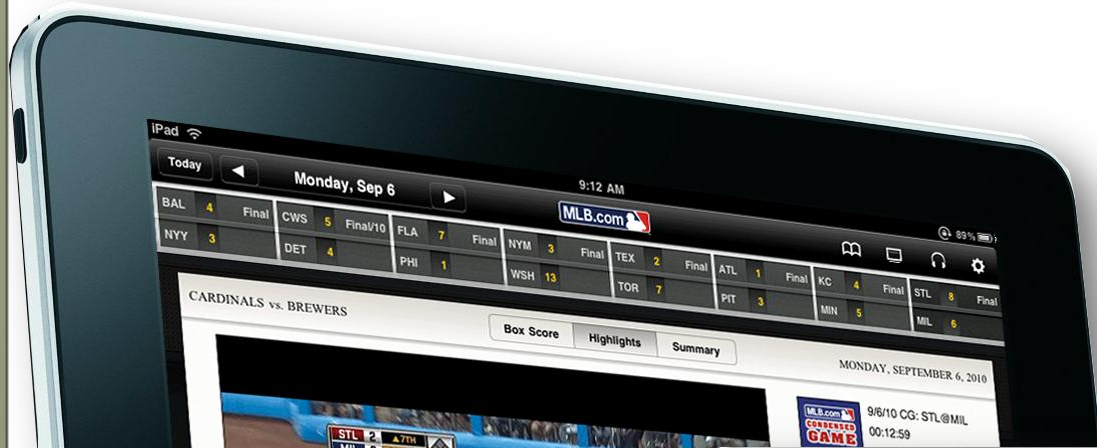 iPad
9:12 AM
89%
Today
Monday, Sep 6
MLB.com
BAL 4 Final
NYY 3
CWS 5 Final/10
DET 4
FLA 7 Final
PHI 1
NYM 3 Final
WSH 13
TEX 2 Final
TOR 7
ATL 1 Final
PIT 3
KC 4 Final
MIN 5
STL 8 Final
MIL 6
CARDINALS vs. BREWERS
Box Score
Highlights
Summary
MONDAY, SEPTEMBER 6, 2010
STL 2 ▲7TH
MLB.com
CONDENSED
GAME
9/6/10 CG: STL@MIL
00:12:59